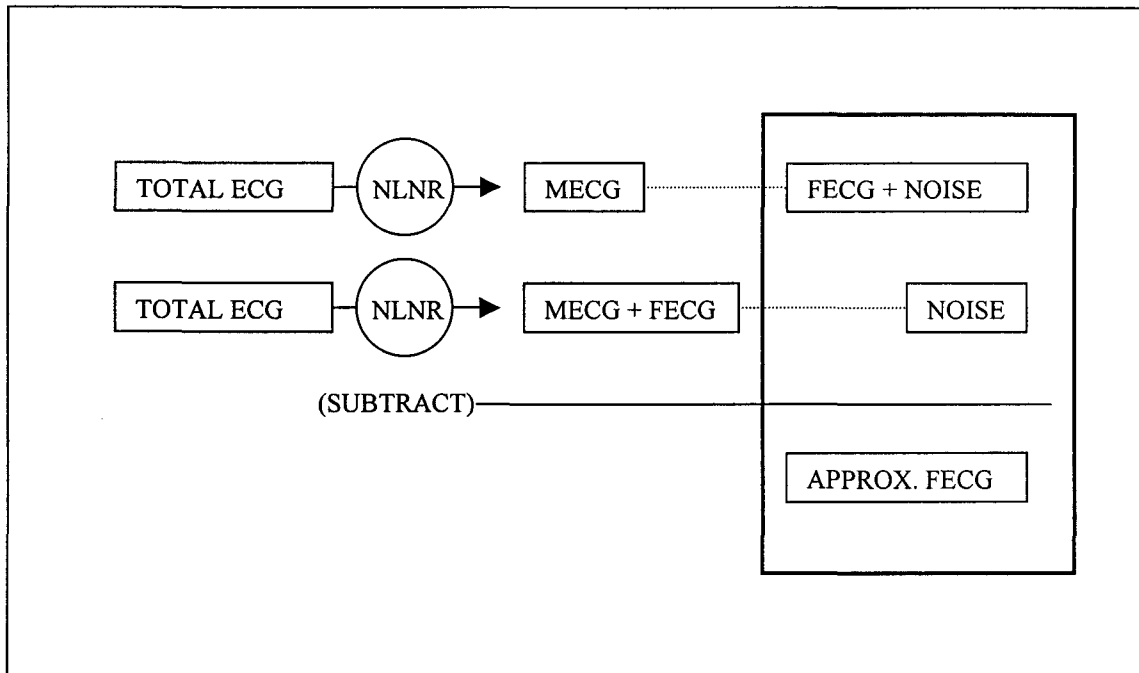 TOTAL ECG NLNR MECG FECG + NOISE
TOTAL ECG NLNR MECG + FECG NOISE
(SUBTRACT)
APPROX. FECG